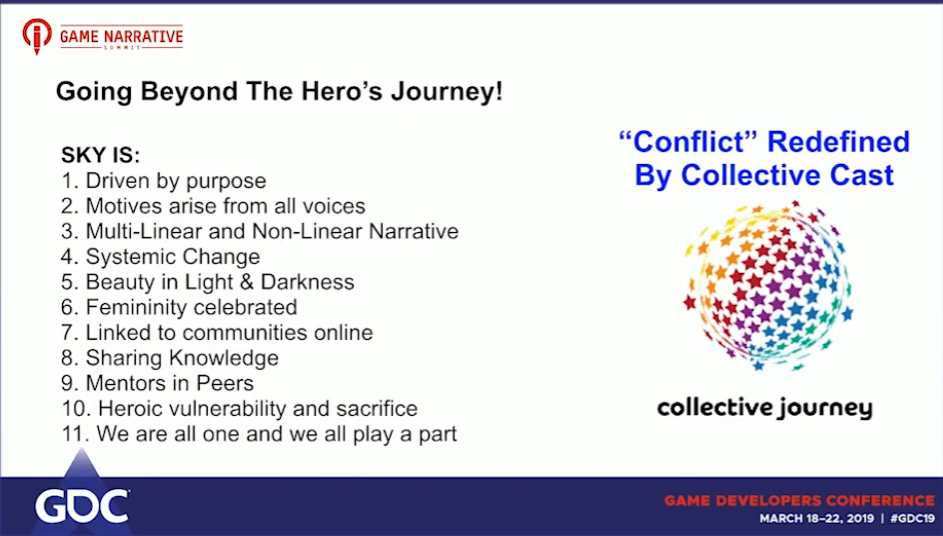 GAME NARRATIVE
SUMMIT
Going Beyond The Hero's Journey!
SKY IS:
1. Driven by purpose
2. Motives arise from all voices
3. Multi-Linear and Non-Linear Narrative
4. Systemic Change
5. Beauty in Light & Darkness
6. Femininity celebrated
7. Linked to communities online
8. Sharing Knowledge
9. Mentors in Peers
10. Heroic vulnerability and sacrifice
11. We are all one and we all play a part
“Conflict” Redefined
By Collective Cast
collective journey
GDC
GAME DEVELOPERS CONFERENCE
MARCH 18–22, 2019 | #GDC19